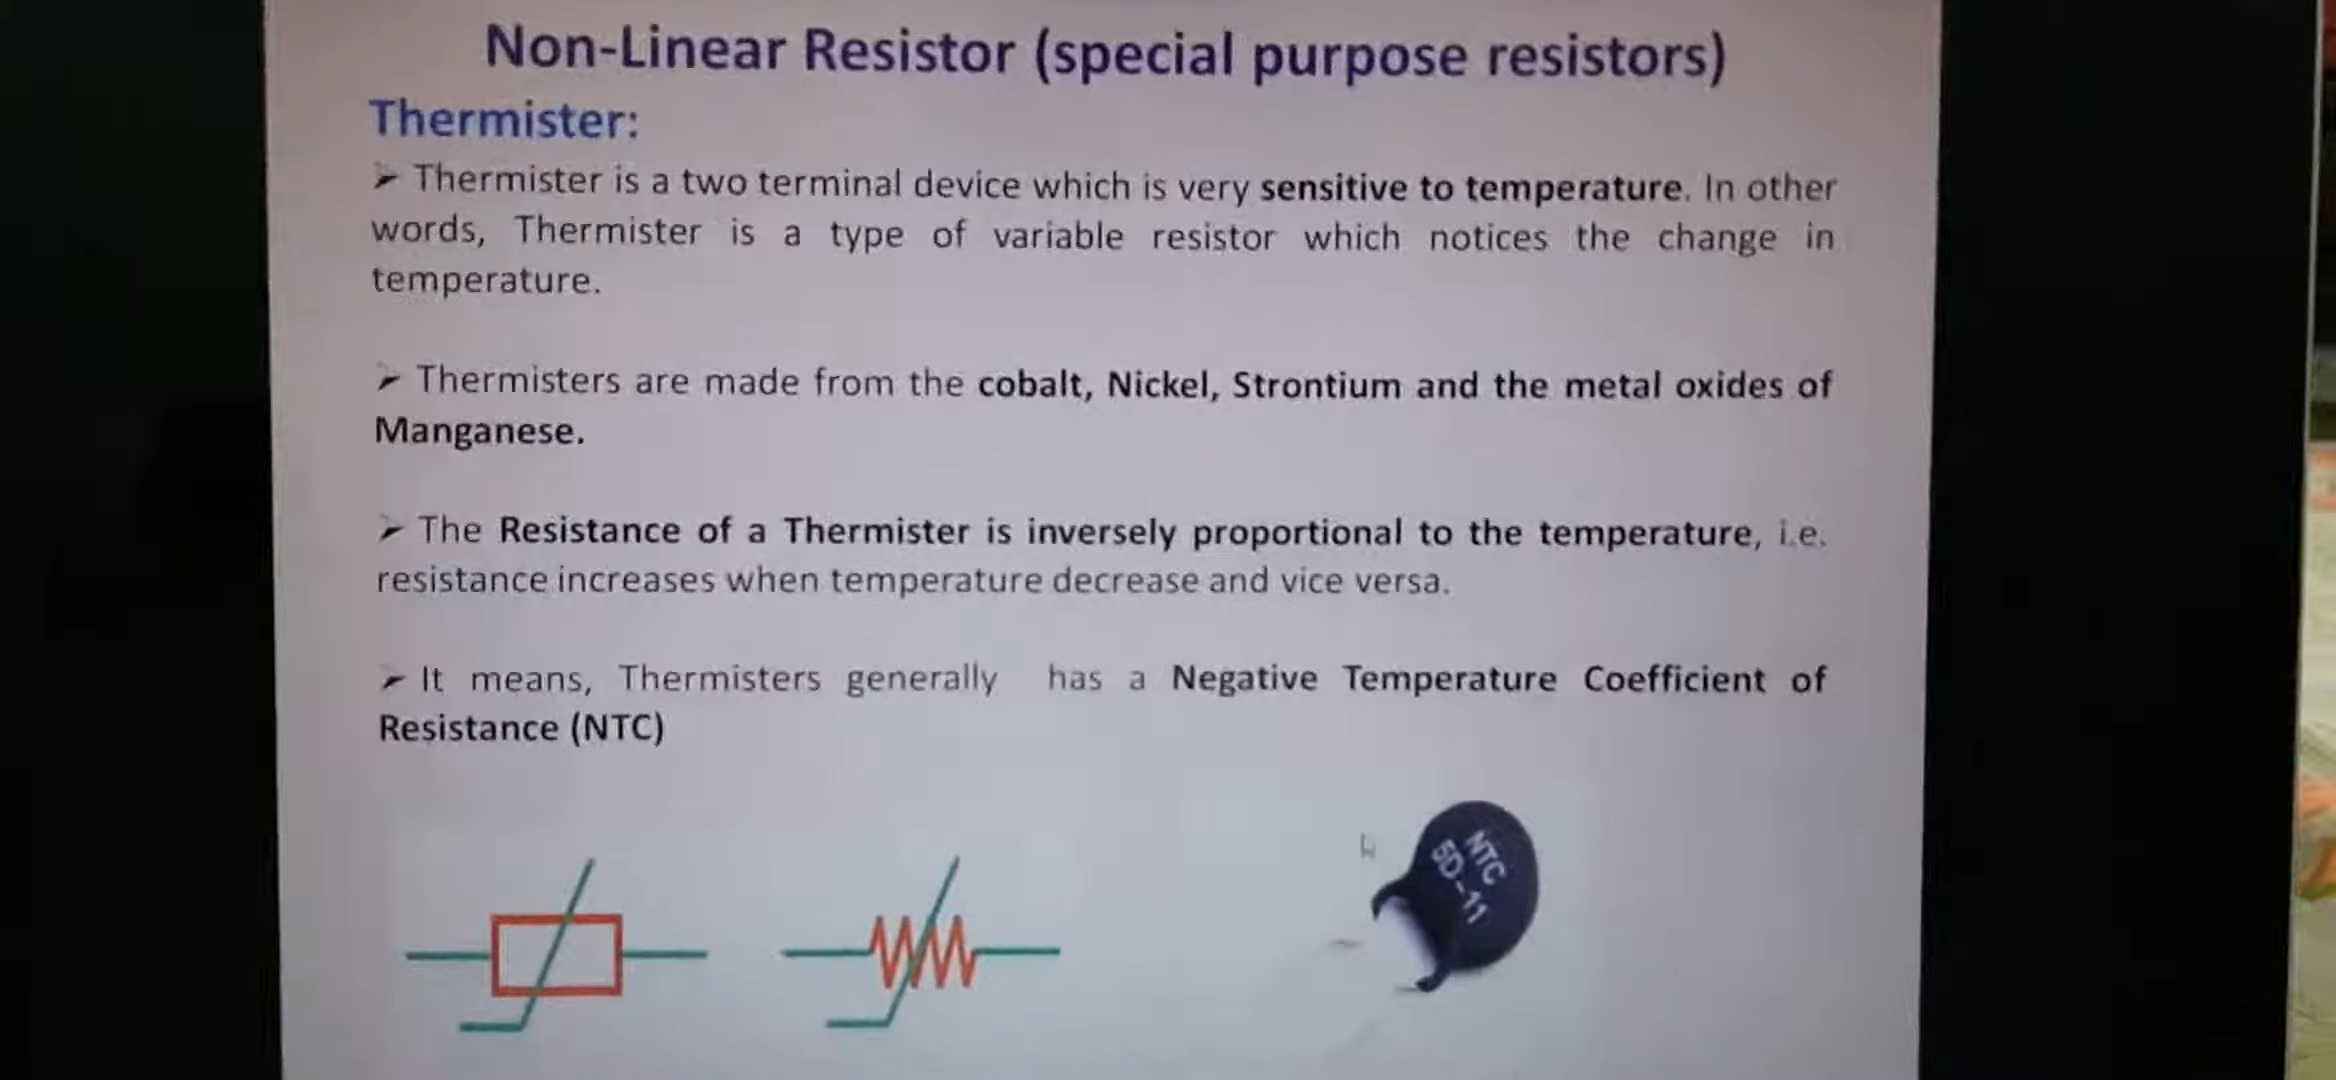 Non-Linear Resistor (special purpose resistors)
Thermister:
➢ Thermister is a two terminal device which is very sensitive to temperature. In other
words, Thermister is a type of variable resistor which notices the change in
temperature.
➢ Thermisters are made from the cobalt, Nickel, Strontium and the metal oxides of
Manganese.
➢ The Resistance of a Thermister is inversely proportional to the temperature, i.e.
resistance increases when temperature decrease and vice versa.
➢ It means, Thermisters generally has a Negative Temperature Coefficient of
Resistance (NTC)
NTC
5D-11